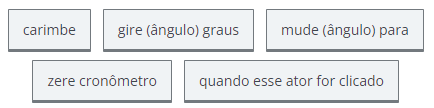 carimbe
gire (ângulo) graus
mude (ângulo) para
zere cronômetro
quando esse ator for clicado